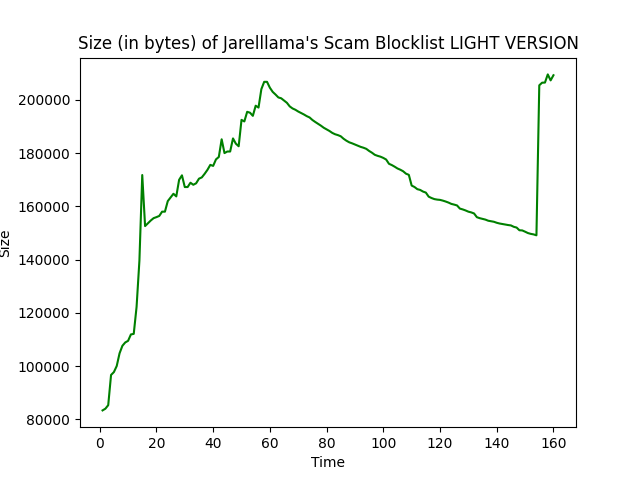 Size (in bytes) of Jarelllama's Scam Blocklist LIGHT VERSION
200000
180000
160000
140000
120000
100000
80000
Size
0 20 40 60 80 100 120 140 160
Time